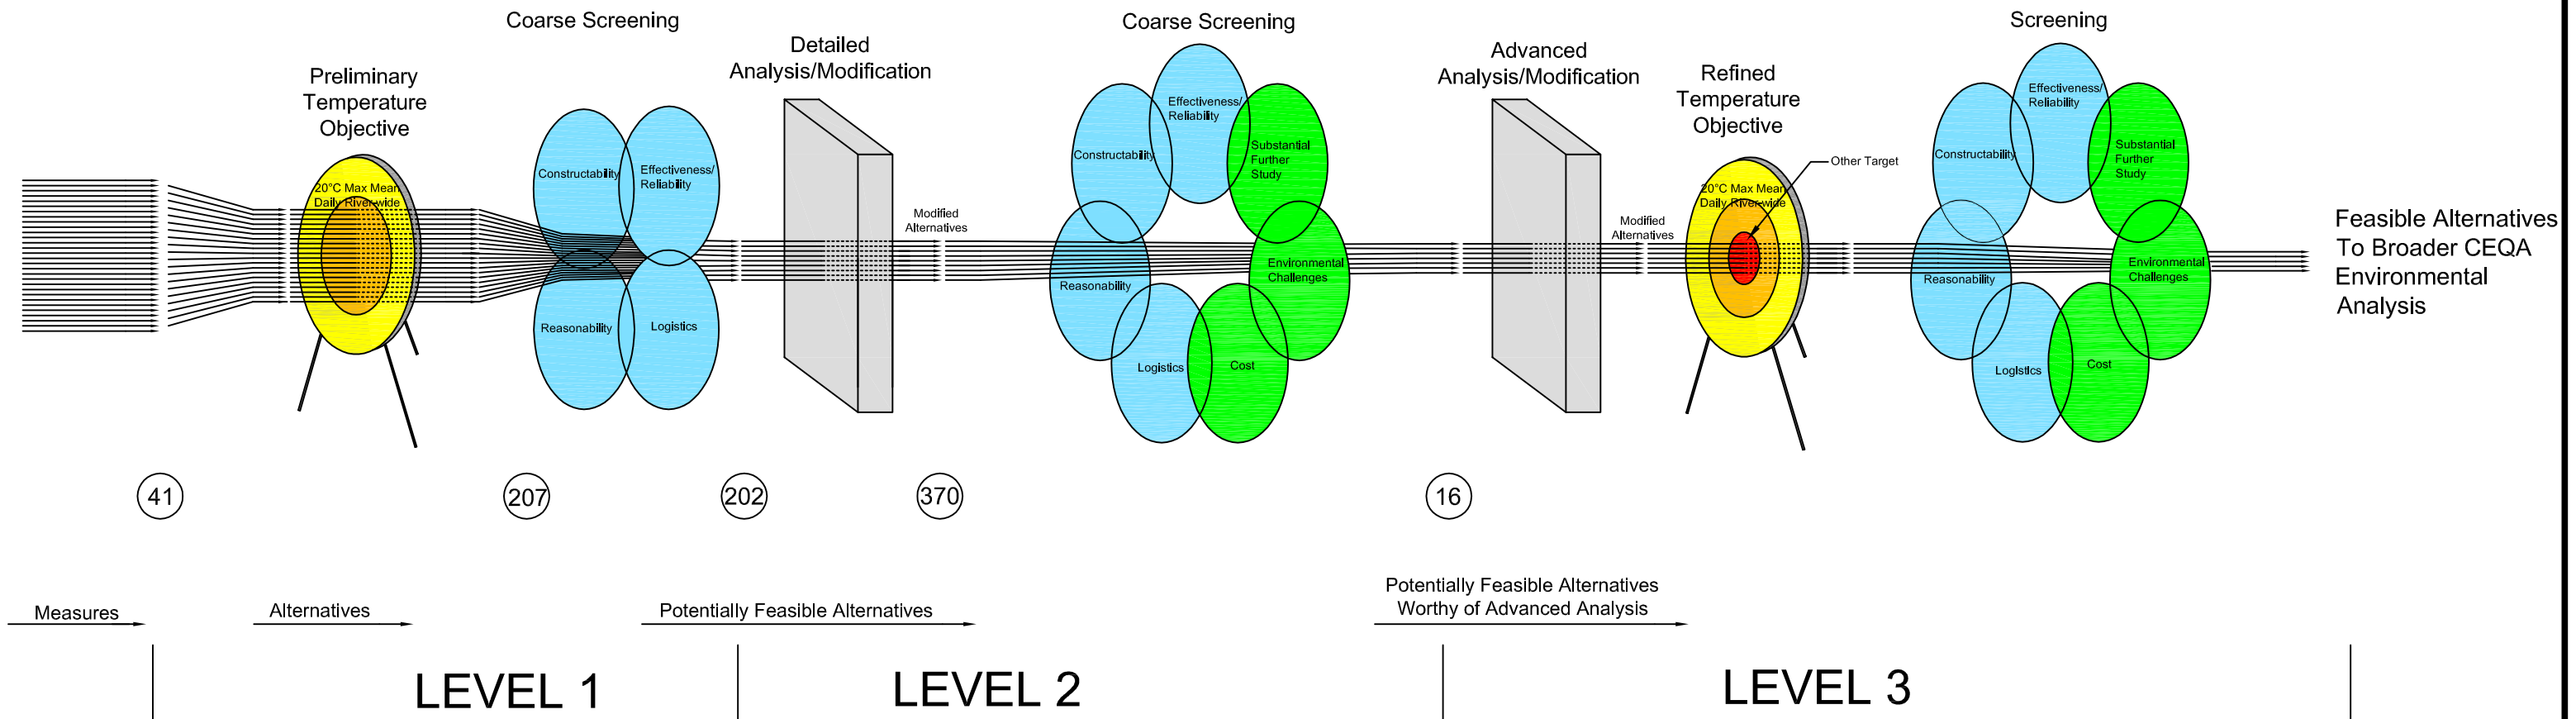 Coarse Screening
Preliminary
Temperature
Objective
20°C Max Mean
Daily River-wide
Constructability
Effectiveness/
Reliability
Reasonability
Logistics
Detailed
Analysis/Modification
Modified
Alternatives
Coarse Screening
Effectiveness/
Reliability
Constructability
Substantial
Further
Study
Reasonability
Environmental
Challenges
Logistics
Cost
Advanced
Analysis/Modification
Modified
Alternatives
Refined
Temperature
Objective
Other Target
20°C Max Mean
Daily River-wide
Screening
Effectiveness/
Reliability
Constructability
Substantial
Further
Study
Reasonability
Environmental
Challenges
Logistics
Cost
Feasible Alternatives
To Broader CEQA
Environmental
Analysis
41
207
202
370
16
Measures
Alternatives
Potentially Feasible Alternatives
Potentially Feasible Alternatives
Worthy of Advanced Analysis
LEVEL 1
LEVEL 2
LEVEL 3